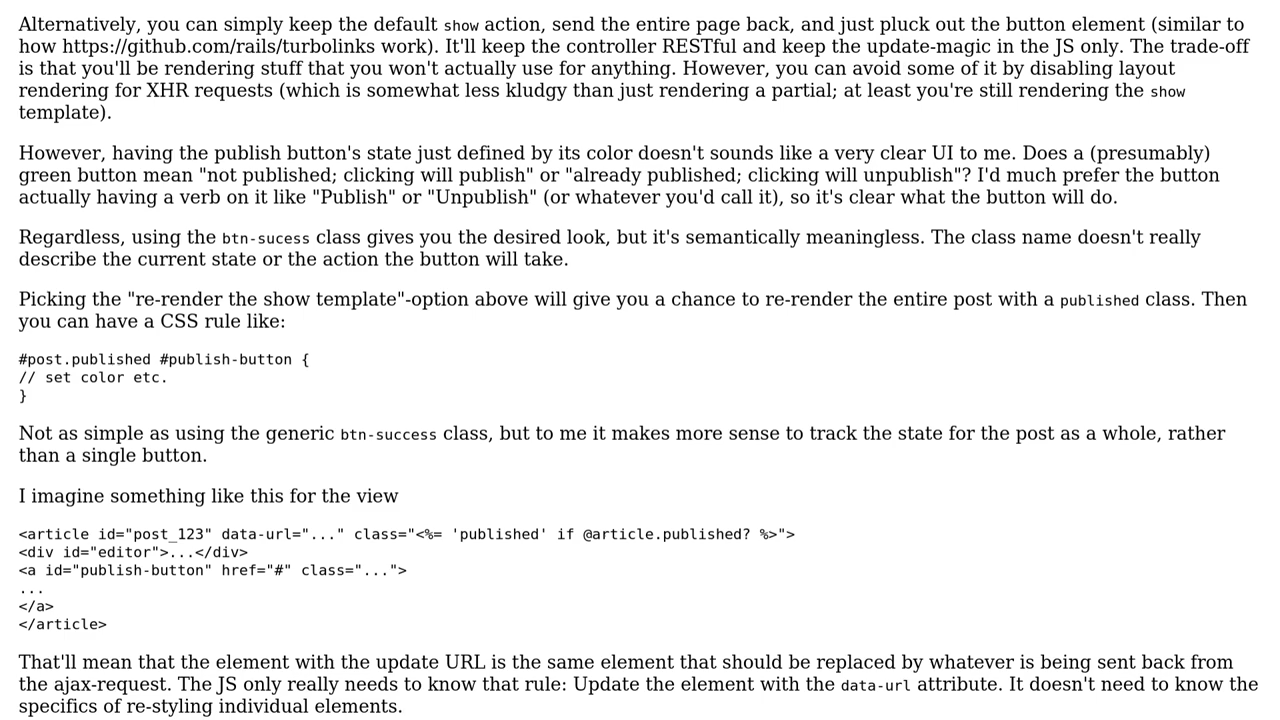 Alternatively, you can simply keep the default show action, send the entire page back, and just pluck out the button element (similar to
how https://github.com/rails/turbolinks work). It'll keep the controller RESTful and keep the update-magic in the JS only. The trade-off
is that you'll be rendering stuff that you won't actually use for anything. However, you can avoid some of it by disabling layout
rendering for XHR requests (which is somewhat less kludgy than just rendering a partial; at least you're still rendering the show
template).
However, having the publish button's state just defined by its color doesn't sounds like a very clear UI to me. Does a (presumably)
green button mean "not published; clicking will publish" or "already published; clicking will unpublish"? I'd much prefer the button
actually having a verb on it like "Publish" or "Unpublish" (or whatever you'd call it), so it's clear what the button will do.
Regardless, using the btn-sucess class gives you the desired look, but it's semantically meaningless. The class name doesn't really
describe the current state or the action the button will take.
Picking the "re-render the show template"-option above will give you a chance to re-render the entire post with a published class. Then
you can have a CSS rule like:
#post.published #publish-button {
// set color etc.
}
Not as simple as using the generic btn-success class, but to me it makes more sense to track the state for the post as a whole, rather
than a single button.
I imagine something like this for the view
<article id="post_123" data-url="..." class="<%= 'published' if @article.published? %>">
<div id="editor">...</div>
<a id="publish-button" href="#" class="...">
...
</a>
</article>
That'll mean that the element with the update URL is the same element that should be replaced by whatever is being sent back from
the ajax-request. The JS only really needs to know that rule: Update the element with the data-url attribute. It doesn't need to know the
specifics of re-styling individual elements.